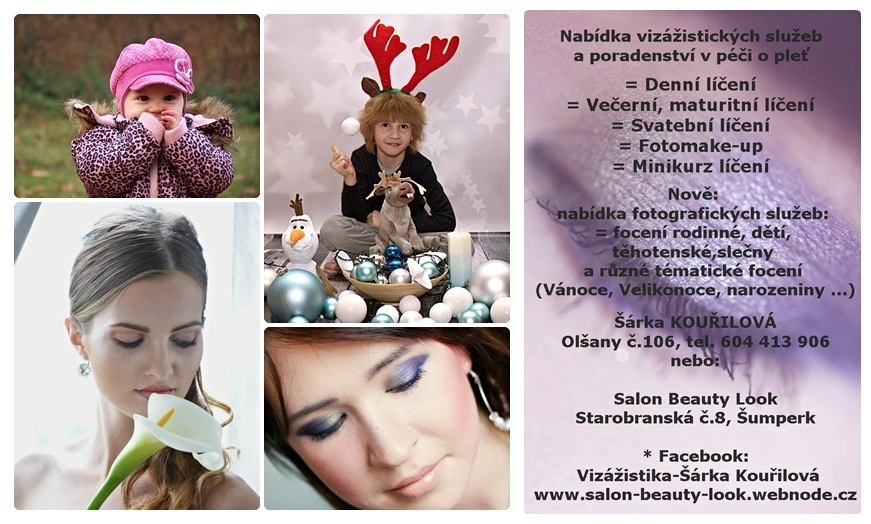 Nabídka vizážistických služeb
a poradenství v péči o pleť
= Denní líčení
= Večerní, maturitní líčení
= Svatební líčení
= Fotomake-up
= Minikurz líčení
Nově:
nabídka fotografických služeb:
= focení rodinné, dětí,
těhotenské,slečny
a různé tématické focení
(Vánoce, Velikonoce, narozeniny ...)
Šárka KOUŘILOVÁ
Olšany č.106, tel. 604 413 906
nebo:
Salon Beauty Look
Starobranská č.8, Šumperk
* Facebook:
Vizážistika-Šárka Kouřilová
www.salon-beauty-look.webnode.cz